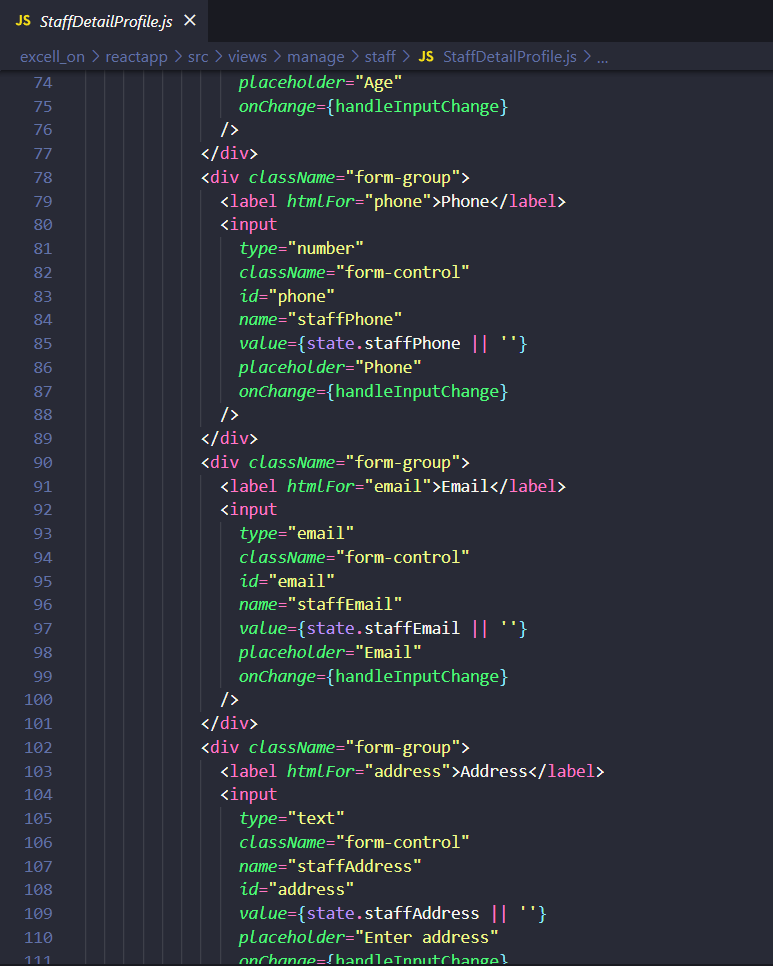 JS StaffDetailProfile.js ×
excell_on > reactapp > src > views > manage > staff > JS StaffDetailProfile.js > ...
74 placeholder="Age"
75 onChange={handleInputChange}
76 />
77 </div>
78 <div className="form-group">
79 <label htmlFor="phone">Phone</label>
80 <input
81 type="number"
82 className="form-control"
83 id="phone"
84 name="staffPhone"
85 value={state.staffPhone || ''}
86 placeholder="Phone"
87 onChange={handleInputChange}
88 />
89 </div>
90 <div className="form-group">
91 <label htmlFor="email">Email</label>
92 <input
93 type="email"
94 className="form-control"
95 id="email"
96 name="staffEmail"
97 value={state.staffEmail || ''}
98 placeholder="Email"
99 onChange={handleInputChange}
100 />
101 </div>
102 <div className="form-group">
103 <label htmlFor="address">Address</label>
104 <input
105 type="text"
106 className="form-control"
107 name="staffAddress"
108 id="address"
109 value={state.staffAddress || ''}
110 placeholder="Enter address"
111 onChange={handleInputChange}